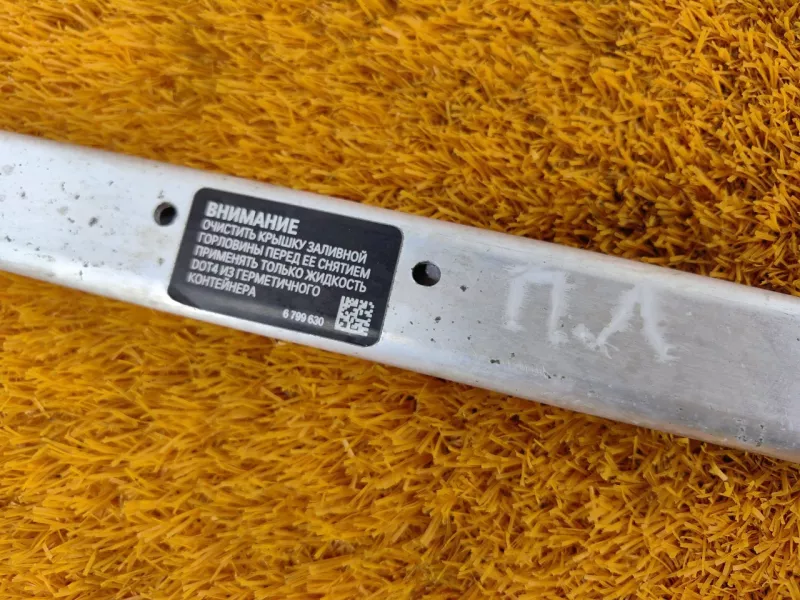 ВНИМАНИЕ
ОЧИСТИТЬ КРЫШКУ ЗАЛИВНОЙ
ГОРЛОВИНЫ ПЕРЕД ЕЕ СНЯТИЕМ
ПРИМЕНЯТЬ ТОЛЬКО ЖИДКОСТЬ
DOT4 ИЗ ГЕРМЕТИЧНОГО
КОНТЕЙНЕРА
6 799 630
П.Л